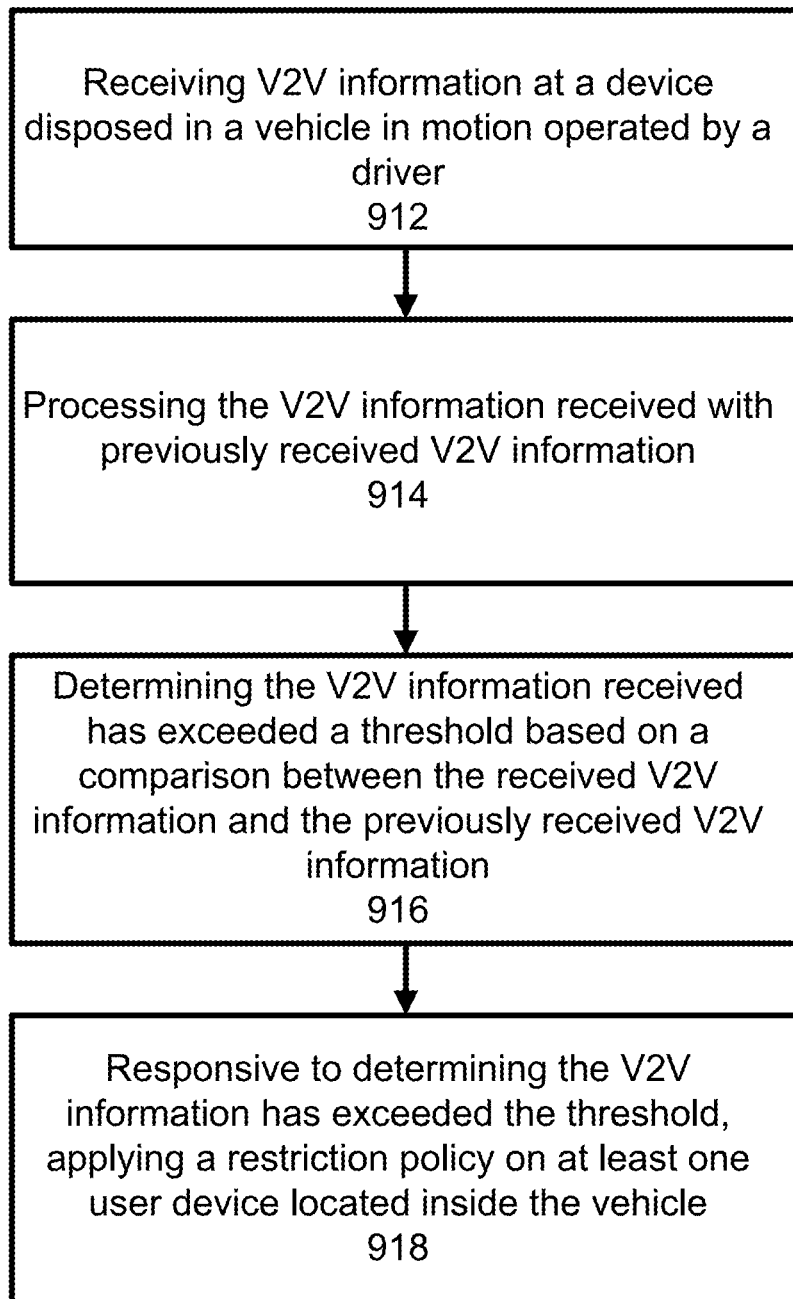 Receiving V2V information at a device
disposed in a vehicle in motion operated by a
driver
912
Processing the V2V information received with
previously received V2V information
914
Determining the V2V information received
has exceeded a threshold based on a
comparison between the received V2V
information and the previously received V2V
information
916
Responsive to determining the V2V
information has exceeded the threshold,
applying a restriction policy on at least one
user device located inside the vehicle
918